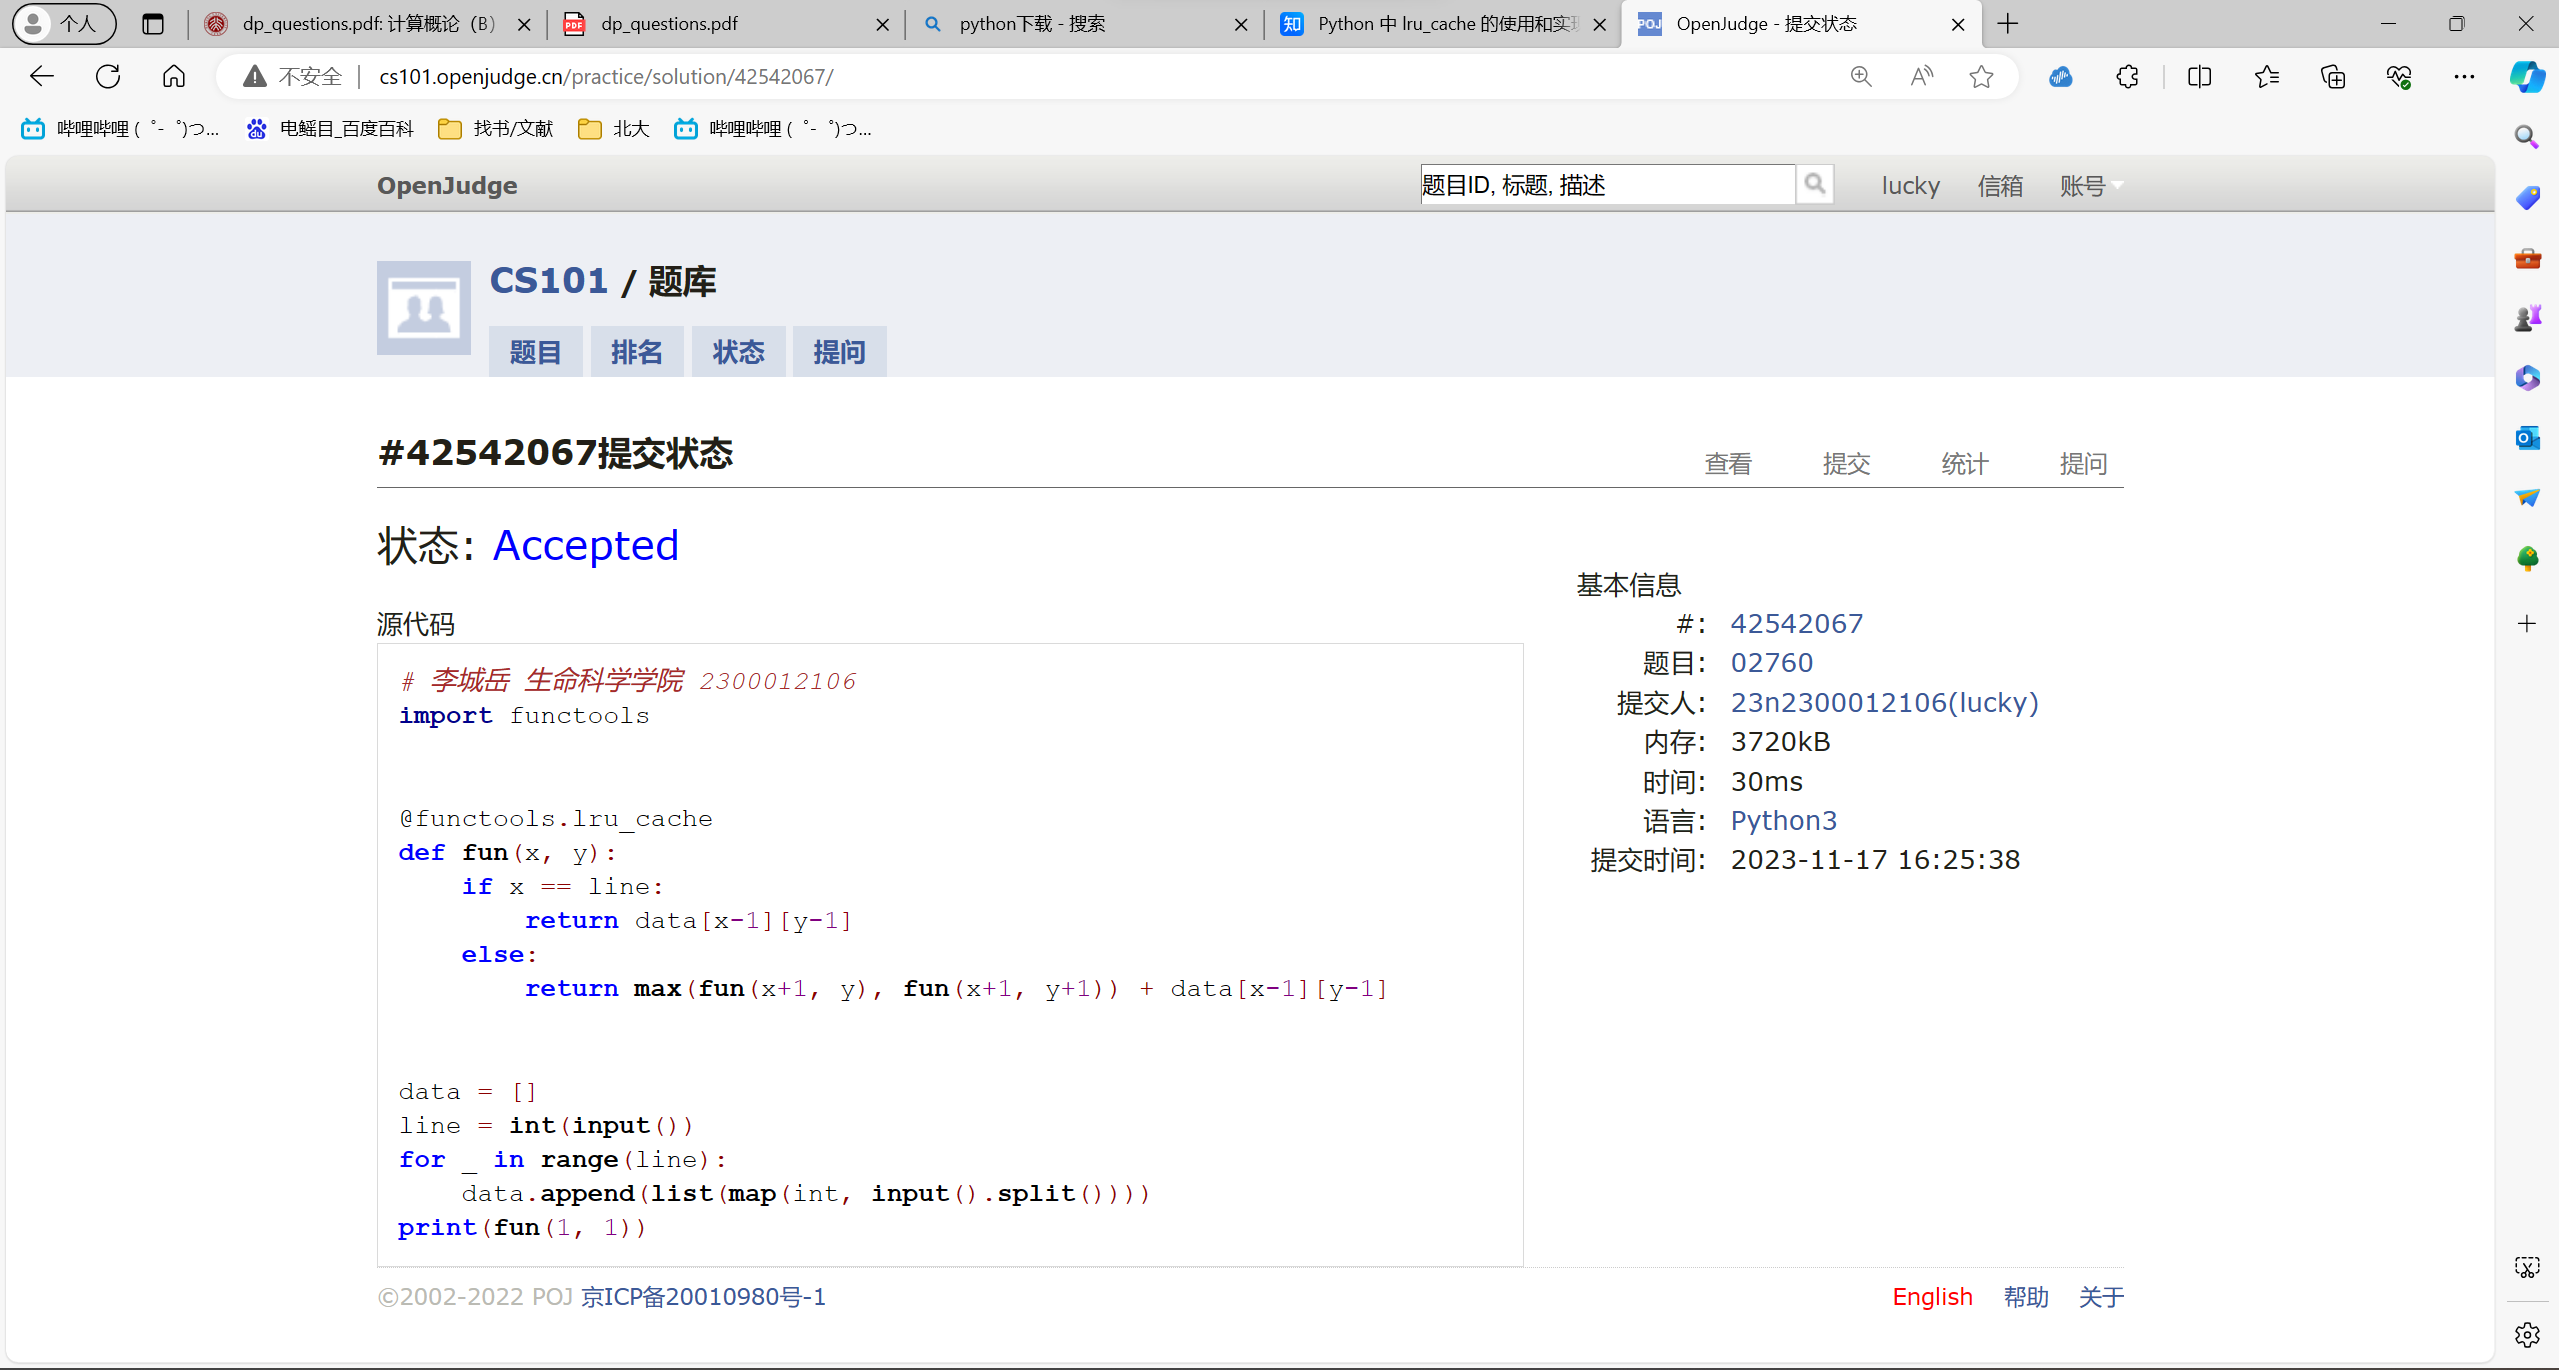 个人
dp_questions.pdf: 计算概论（B）
dp_questions.pdf
python下载 - 搜索
Python 中 lru_cache 的使用和实现
OpenJudge - 提交状态
不安全
cs101.openjudge.cn/practice/solution/42542067/
哔哩哔哩 (゜-゜)つ...
电鳐目_百度百科
找书/文献
北大
哔哩哔哩 (゜-゜)つ...
OpenJudge
题目ID, 标题, 描述
lucky
信箱
账号
CS101 / 题库
题目
排名
状态
提问
#42542067提交状态
查看
提交
统计
提问
状态: Accepted
源代码
# 李城岳 生命科学学院 2300012106
import functools
@functools.lru_cache
def fun(x, y):
    if x == line:
        return data[x-1][y-1]
    else:
        return max(fun(x+1, y), fun(x+1, y+1)) + data[x-1][y-1]
data = []
line = int(input())
for _ in range(line):
    data.append(list(map(int, input().split())))
print(fun(1, 1))
基本信息
#: 42542067
题目: 02760
提交人: 23n2300012106(lucky)
内存: 3720kB
时间: 30ms
语言: Python3
提交时间: 2023-11-17 16:25:38
©2002-2022 POJ 京ICP备20010980号-1
English
帮助
关于